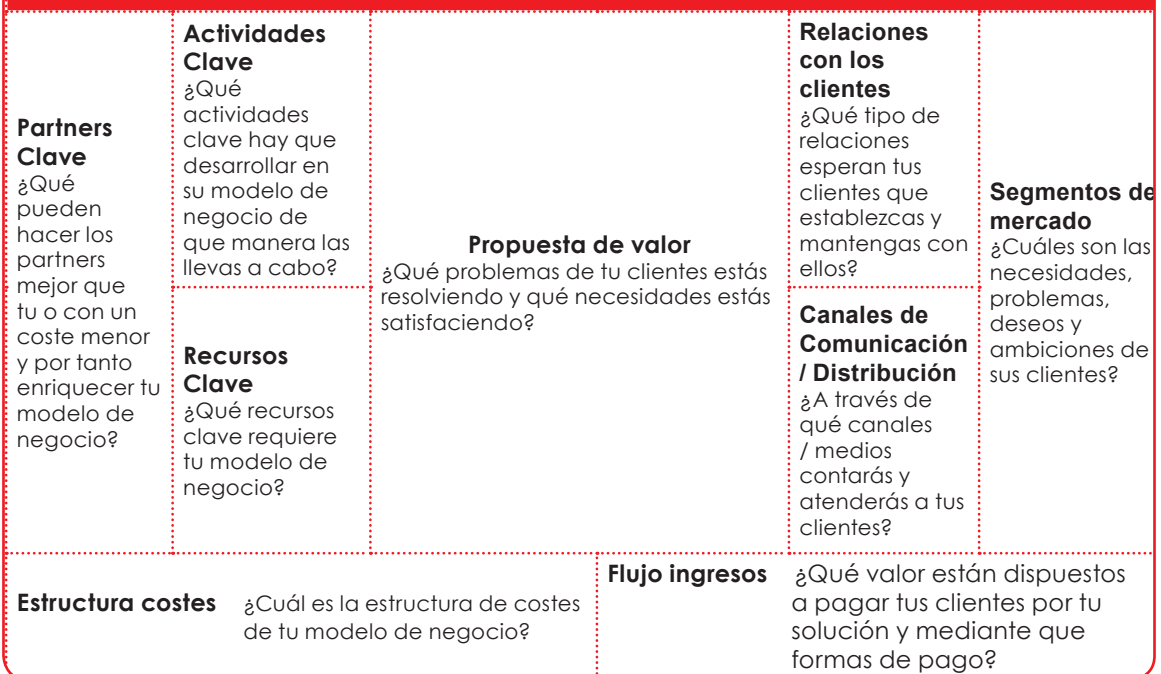 Partners
Clave
¿Qué
pueden
hacer los
partners
mejor que
tu o con un
coste menor
y por tanto
enriquecer tu
modelo de
negocio?
Actividades
Clave
¿Qué
actividades
clave hay que
desarrollar en
su modelo de
negocio de
que manera las
llevas a cabo?
Recursos
Clave
¿Qué recursos
clave requiere
tu modelo de
negocio?
Propuesta de valor
¿Qué problemas de tu clientes estás
resolviendo y qué necesidades estás
satisfaciendo?
Relaciones
con los
clientes
¿Qué tipo de
relaciones
esperan tus
clientes que
establezcas y
mantengas con
ellos?
Canales de
Comunicación
/ Distribución
¿A través de
qué canales
/ medios
contarás y
atenderás a tus
clientes?
Segmentos de
mercado
¿Cuáles son las
necesidades,
problemas,
deseos y
ambiciones de
sus clientes?
Estructura costes
¿Cuál es la estructura de costes
de tu modelo de negocio?
Flujo ingresos
¿Qué valor están dispuestos
a pagar tus clientes por tu
solución y mediante que
formas de pago?